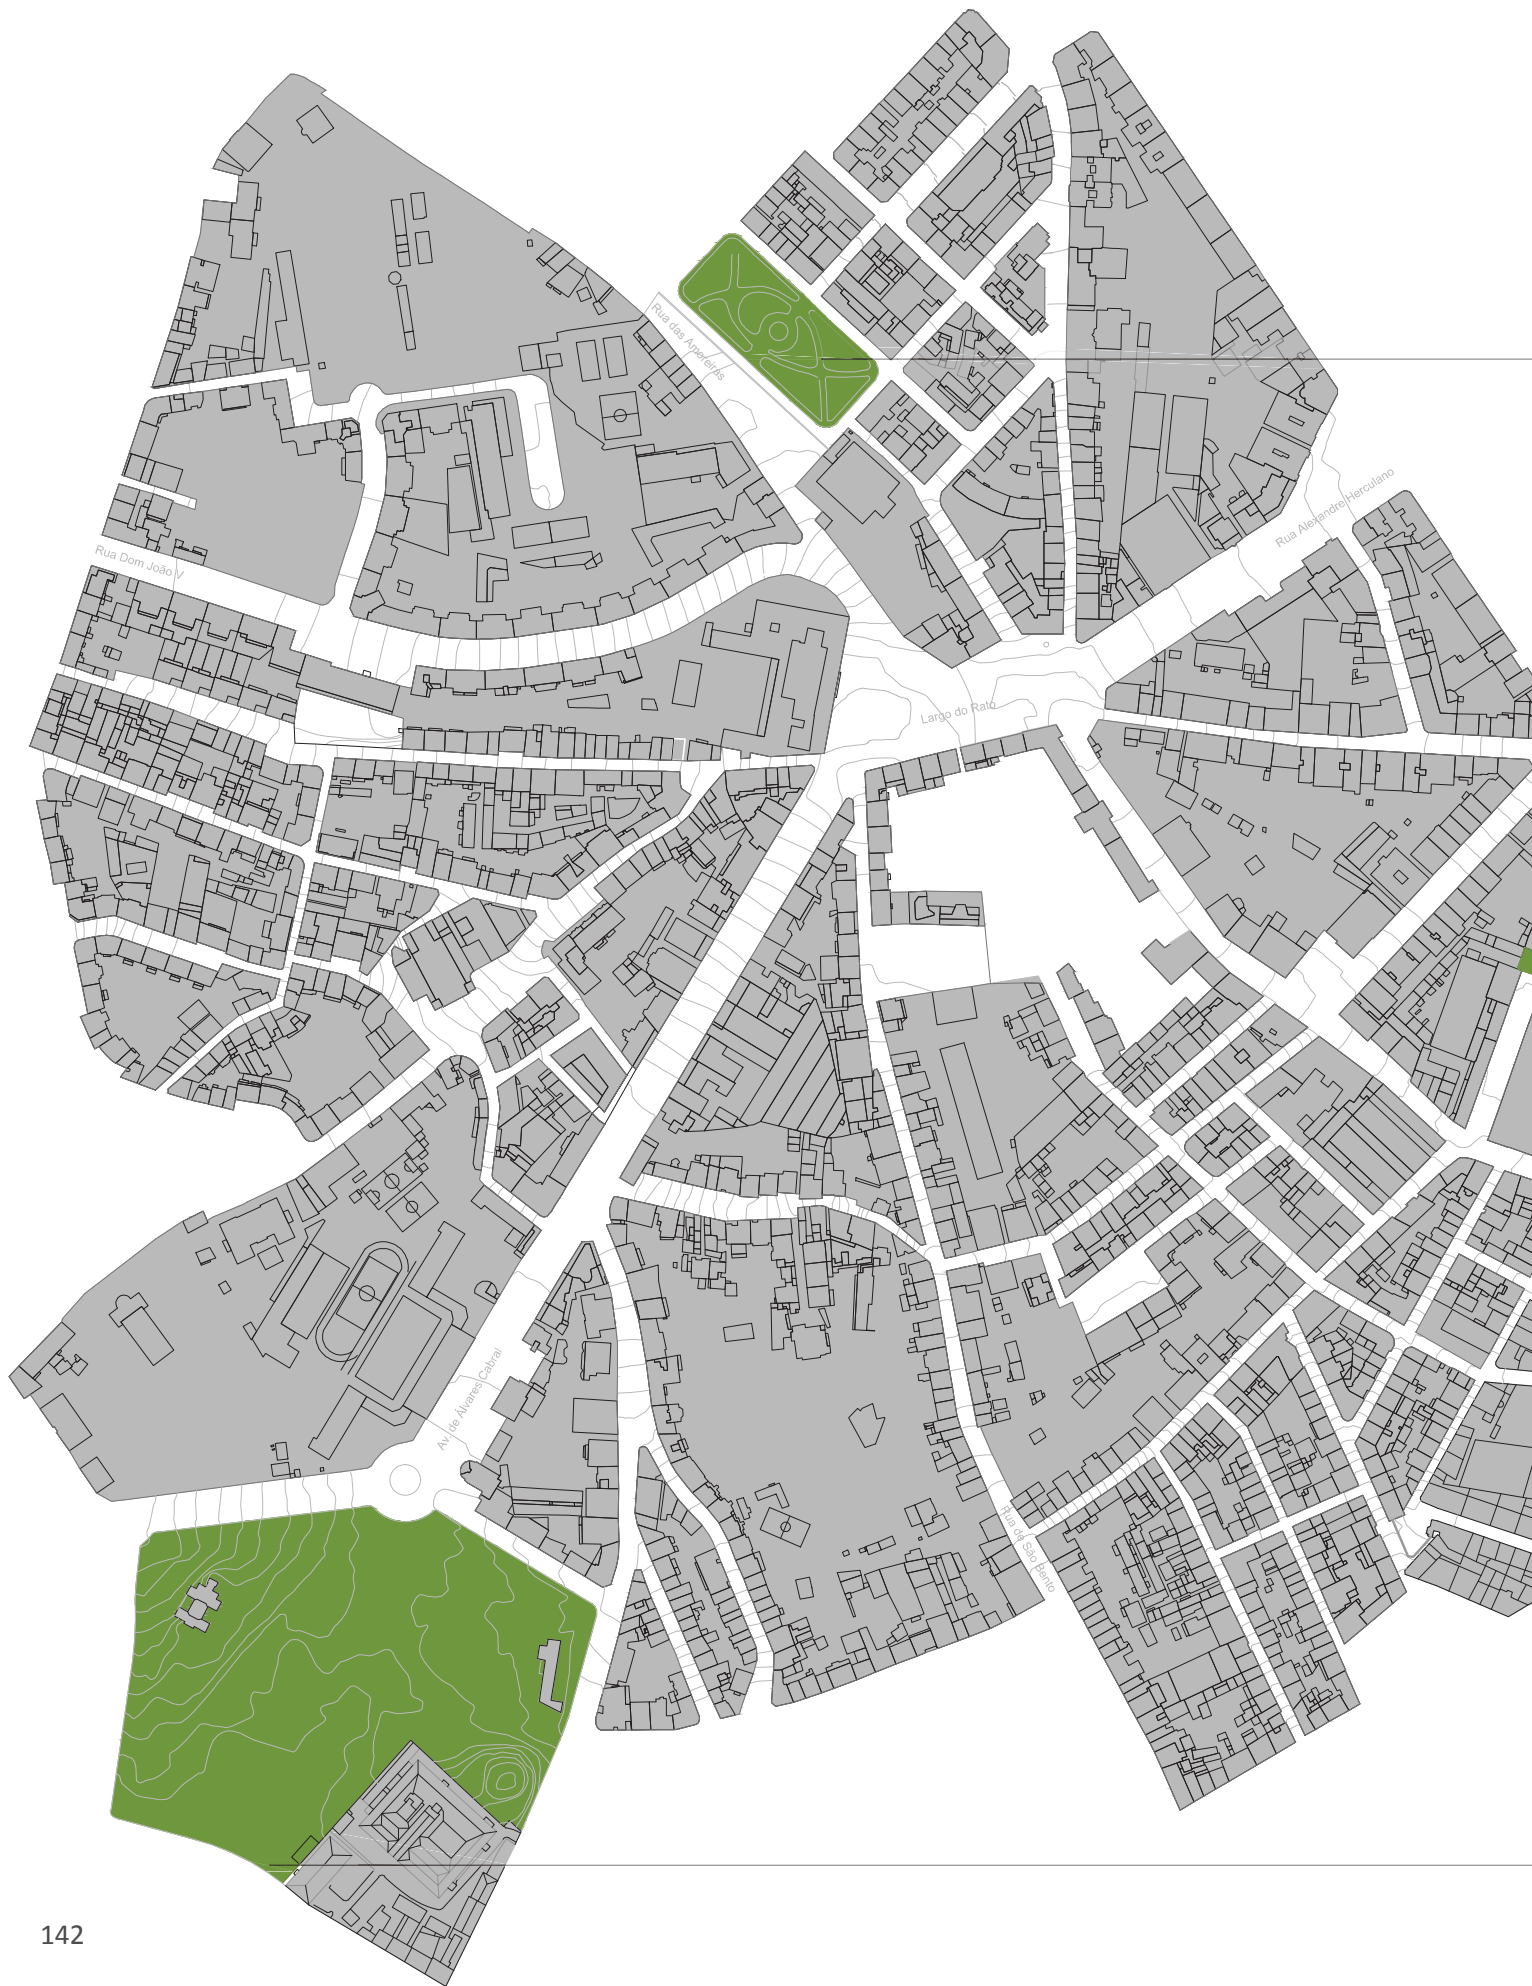 Rua das Amoreiras
Rua Alexandre Herculano
Rua Dom João V
Largo do Rato
Av. de Álvares Cabral
Rua de São Bento
142